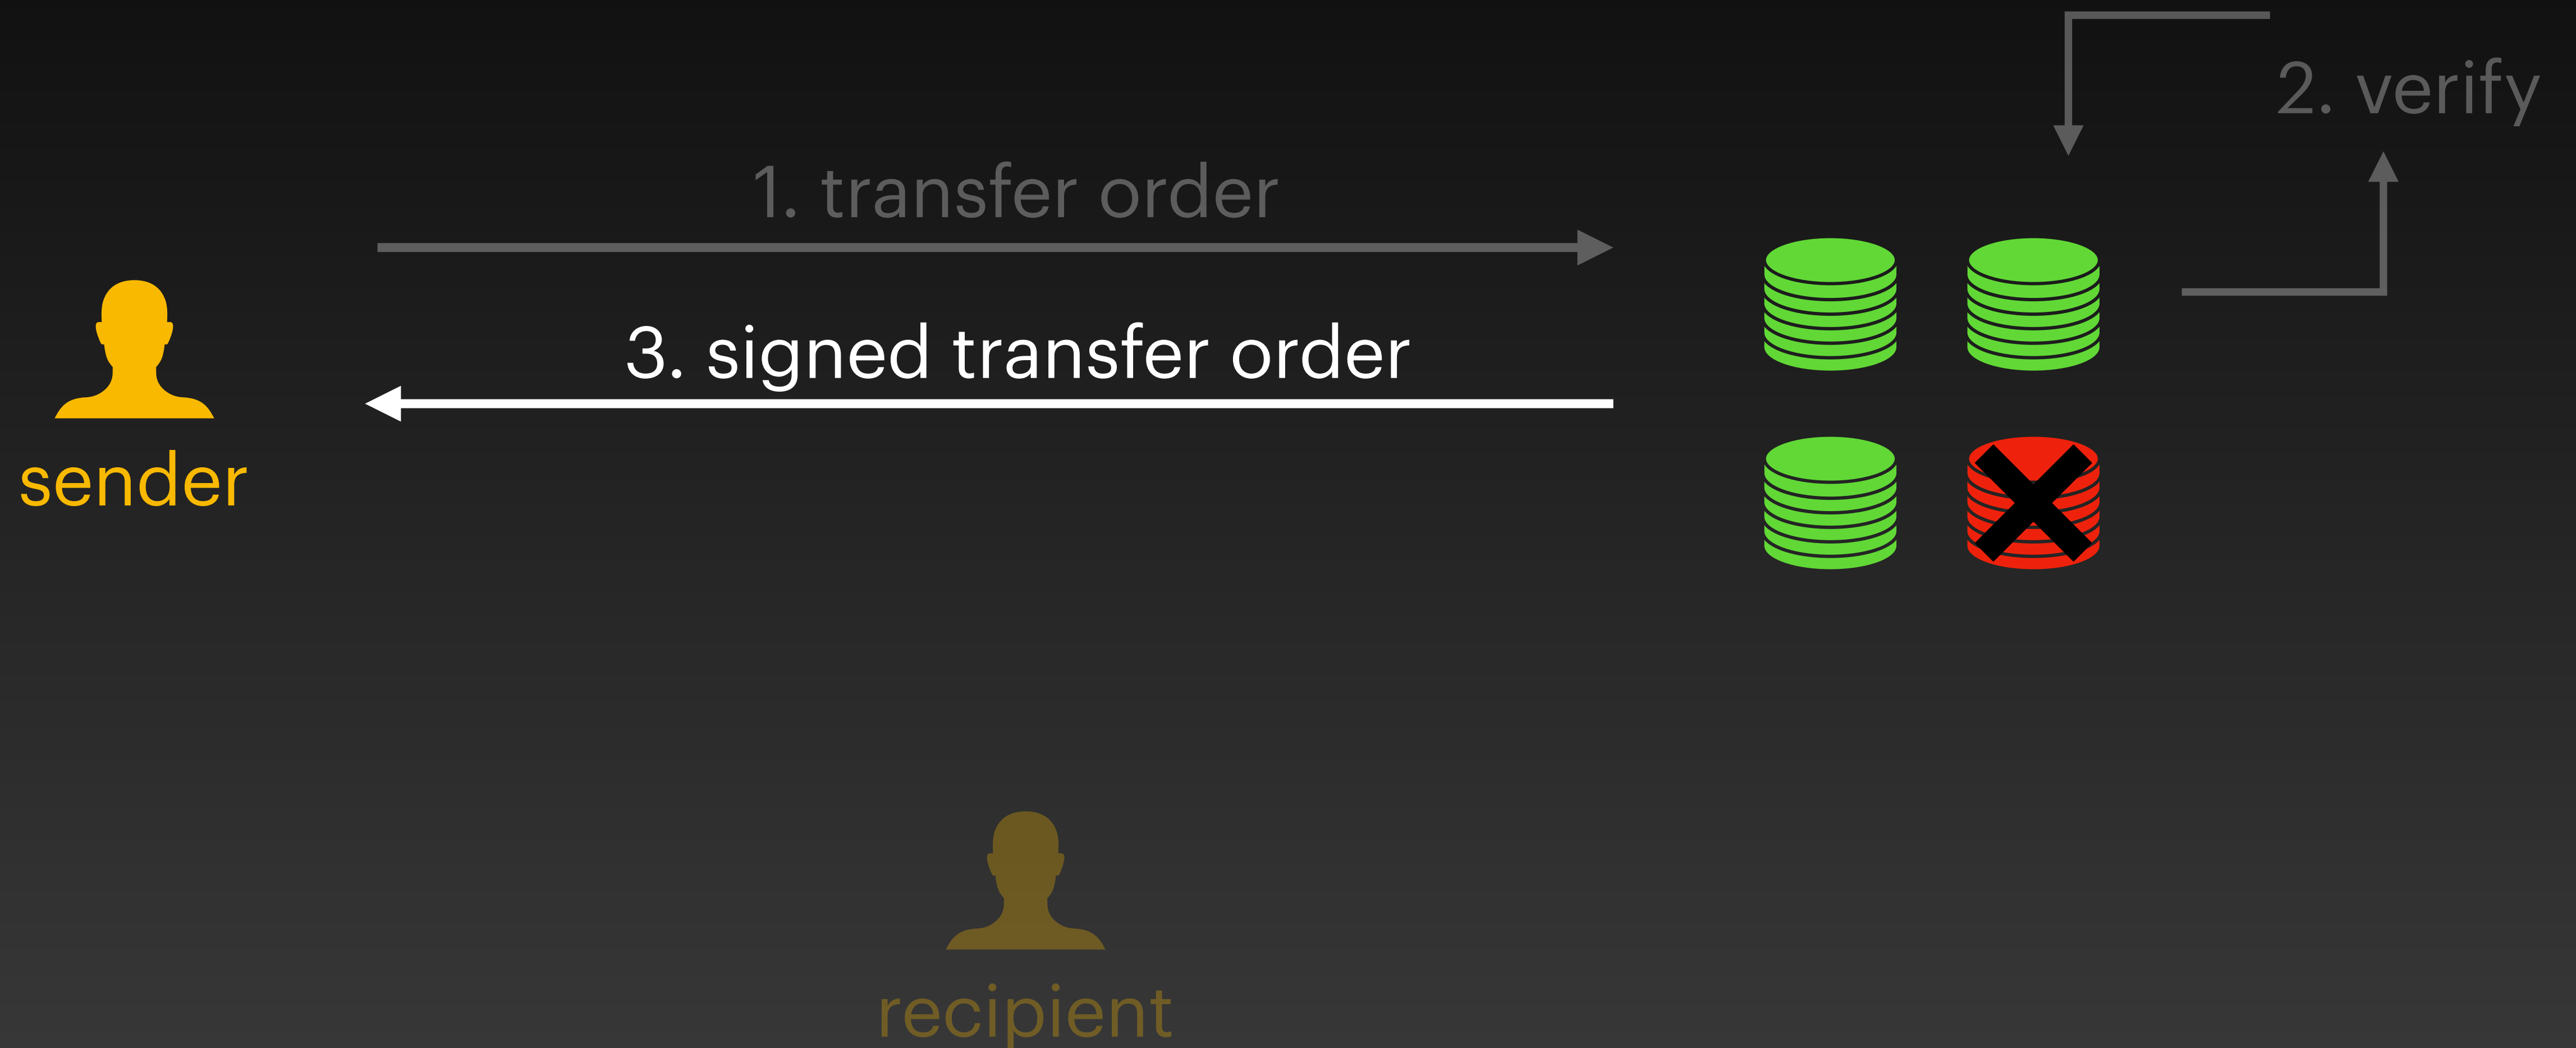 2. verify
1. transfer order
3. signed transfer order
sender
recipient